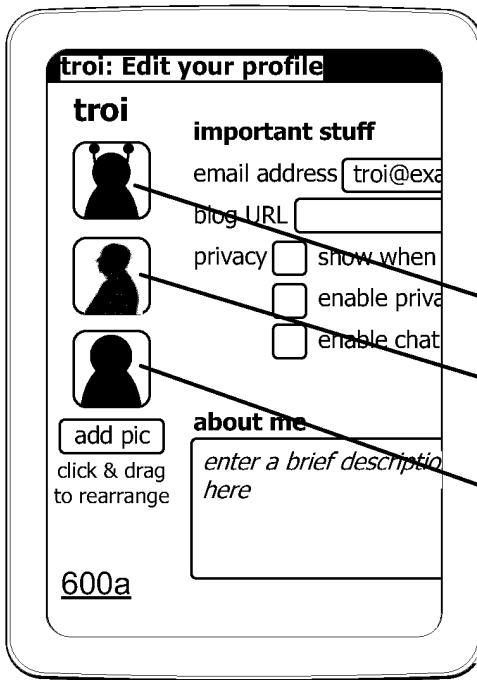 troi: Edit your profile
troi
important stuff
email address troi@exa
blog URL
privacy show when
enable priva
enable chat
add pic
click & drag
to rearrange
about me
enter a brief descriptio
here
600a